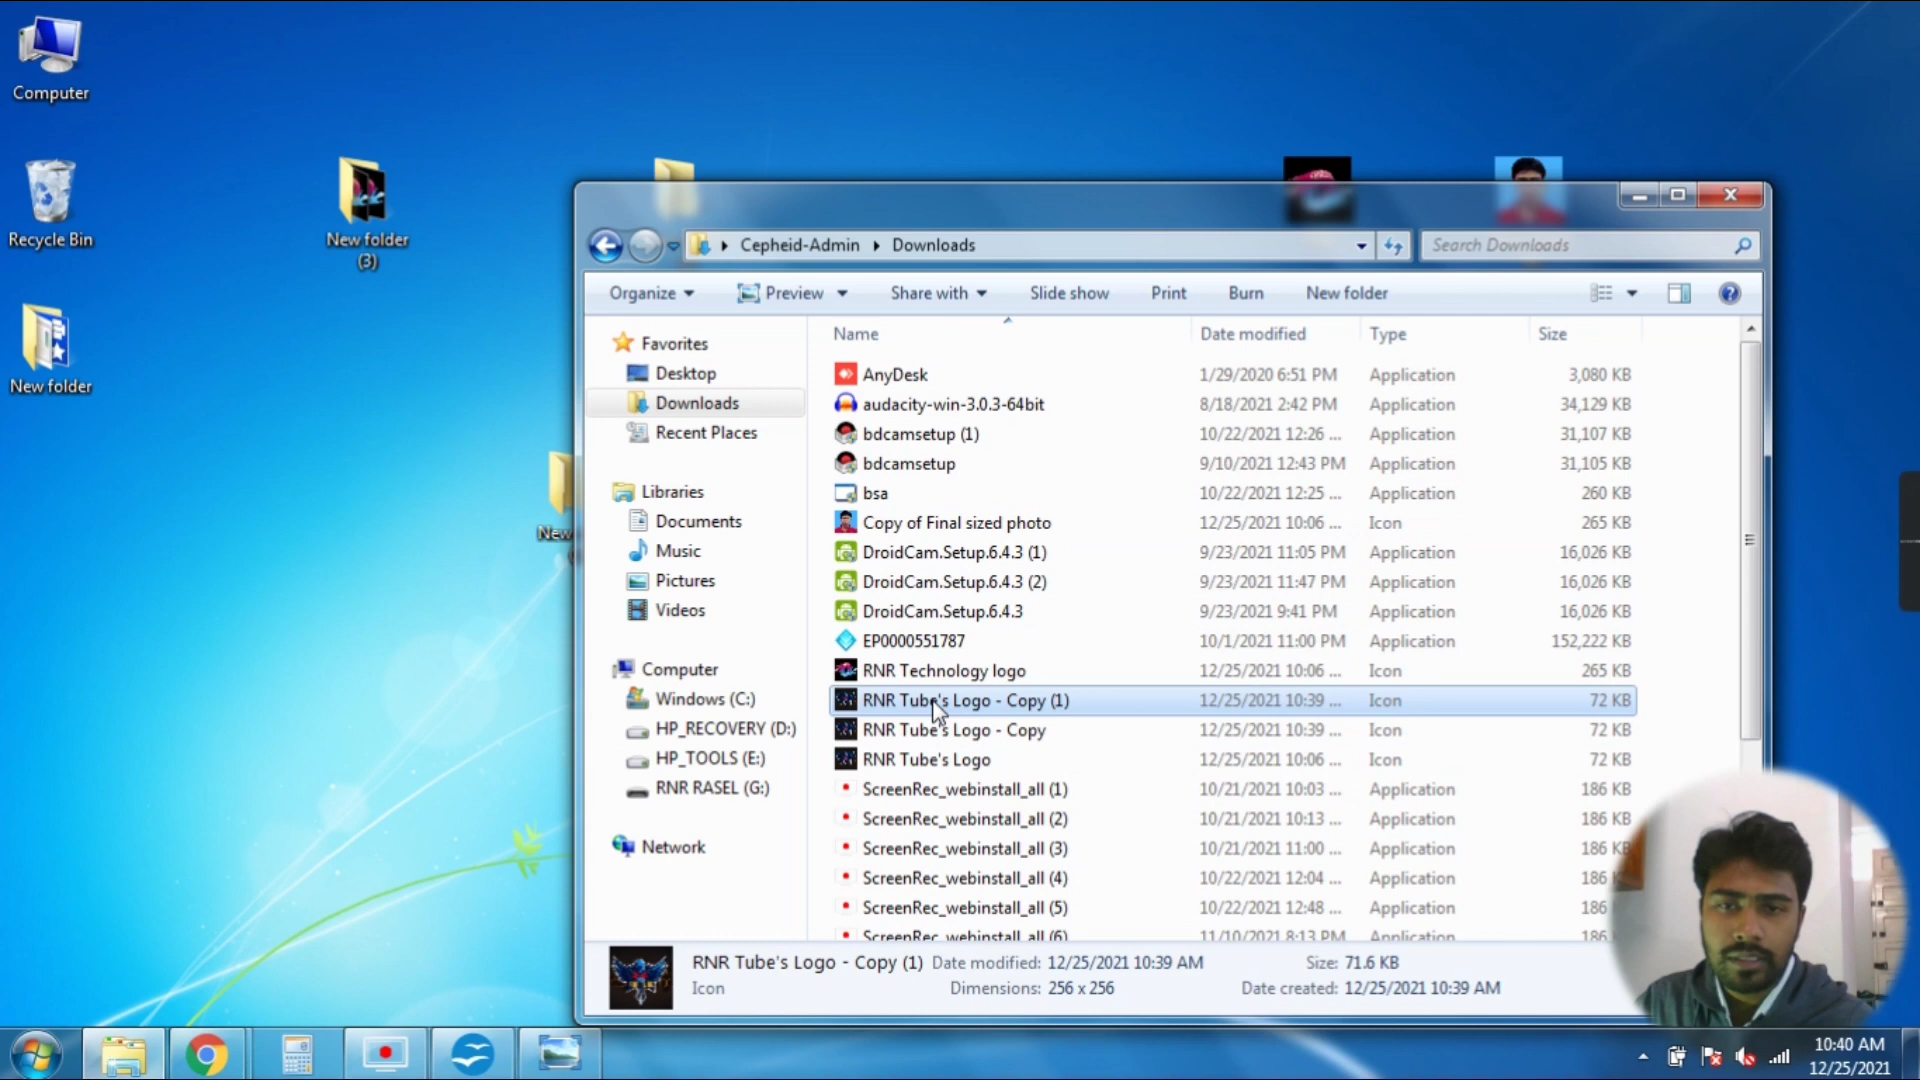 Computer
Recycle Bin
New folder
(3)
New folder
New
Cepheid-Admin Downloads
Search Downloads
Organize Preview Share with Slide show Print Burn New folder
Favorites
Desktop
Downloads
Recent Places
Libraries
Documents
Music
Pictures
Videos
Computer
Windows (C:)
HP_RECOVERY (D:)
HP_TOOLS (E:)
RNR RASEL (G:)
Network
Name Date modified Type Size
AnyDesk 1/29/2020 6:51 PM Application 3,080 KB
audacity-win-3.0.3-64bit 8/18/2021 2:42 PM Application 34,129 KB
bdcamsetup (1) 10/22/2021 12:26 ... Application 31,107 KB
bdcamsetup 9/10/2021 12:43 PM Application 31,105 KB
bsa 10/22/2021 12:25 ... Application 260 KB
Copy of Final sized photo 12/25/2021 10:06 ... Icon 265 KB
DroidCam.Setup.6.4.3 (1) 9/23/2021 11:05 PM Application 16,026 KB
DroidCam.Setup.6.4.3 (2) 9/23/2021 11:47 PM Application 16,026 KB
DroidCam.Setup.6.4.3 9/23/2021 9:41 PM Application 16,026 KB
EP0000551787 10/1/2021 11:00 PM Application 152,222 KB
RNR Technology logo 12/25/2021 10:06 ... Icon 265 KB
RNR Tube's Logo - Copy (1) 12/25/2021 10:39 ... Icon 72 KB
RNR Tube's Logo - Copy 12/25/2021 10:39 ... Icon 72 KB
RNR Tube's Logo 12/25/2021 10:06 ... Icon 72 KB
ScreenRec_webinstall_all (1) 10/21/2021 10:03 ... Application 186 KB
ScreenRec_webinstall_all (2) 10/21/2021 10:13 ... Application 186 KB
ScreenRec_webinstall_all (3) 10/21/2021 11:00 ... Application 186 KB
ScreenRec_webinstall_all (4) 10/22/2021 12:04 ... Application 186
ScreenRec_webinstall_all (5) 10/22/2021 12:48 ... Application 186
ScreenRec_webinstall_all (6) 11/10/2021 8:13 PM Application 186
RNR Tube's Logo - Copy (1) Date modified: 12/25/2021 10:39 AM Size: 71.6 KB
Icon Dimensions: 256 x 256 Date created: 12/25/2021 10:39 AM
10:40 AM
12/25/2021